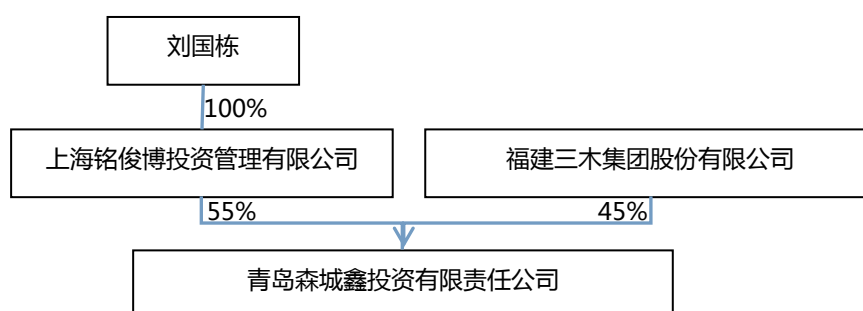 刘国栋
100%
上海铭俊博投资管理有限公司
福建三木集团股份有限公司
55%
45%
青岛森城鑫投资有限责任公司